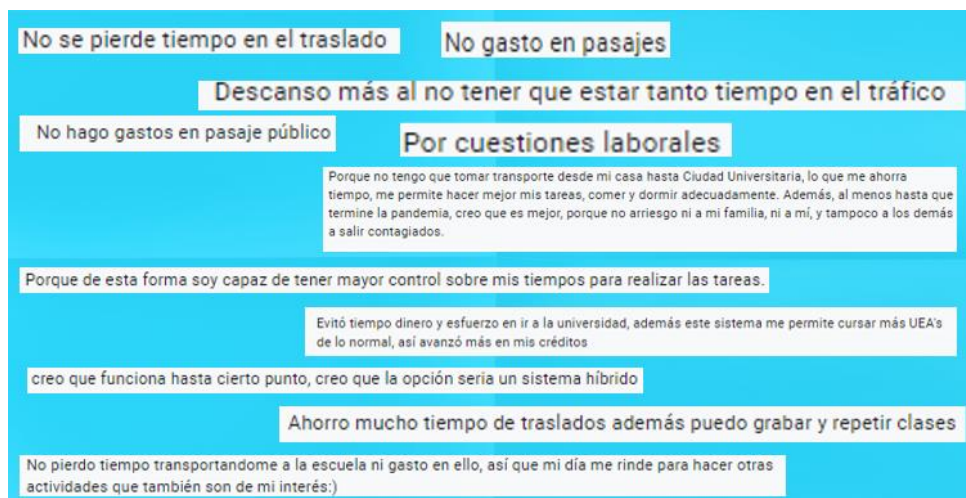 No se pierde tiempo en el traslado
No gasto en pasajes
Descanso más al no tener que estar tanto tiempo en el tráfico
No hago gastos en pasaje público
Por cuestiones laborales
Porque no tengo que tomar transporte desde mi casa hasta Ciudad Universitaria, lo que me ahorra
tiempo, me permite hacer mejor mis tareas, comer y dormir adecuadamente. Además, al menos hasta que
termine la pandemia, creo que es mejor, porque no arriesgo ni a mi familia, ni a mí, y tampoco a los demás
a salir contagiados.
Porque de esta forma soy capaz de tener mayor control sobre mis tiempos para realizar las tareas.
Evitó tiempo dinero y esfuerzo en ir a la universidad, además este sistema me permite cursar más UEA's
de lo normal, así avanzó más en mis créditos
creo que funciona hasta cierto punto, creo que la opción seria un sistema híbrido
Ahorro mucho tiempo de traslados además puedo grabar y repetir clases
No pierdo tiempo transportandome a la escuela ni gasto en ello, así que mi día me rinde para hacer otras
actividades que también son de mi interés:)